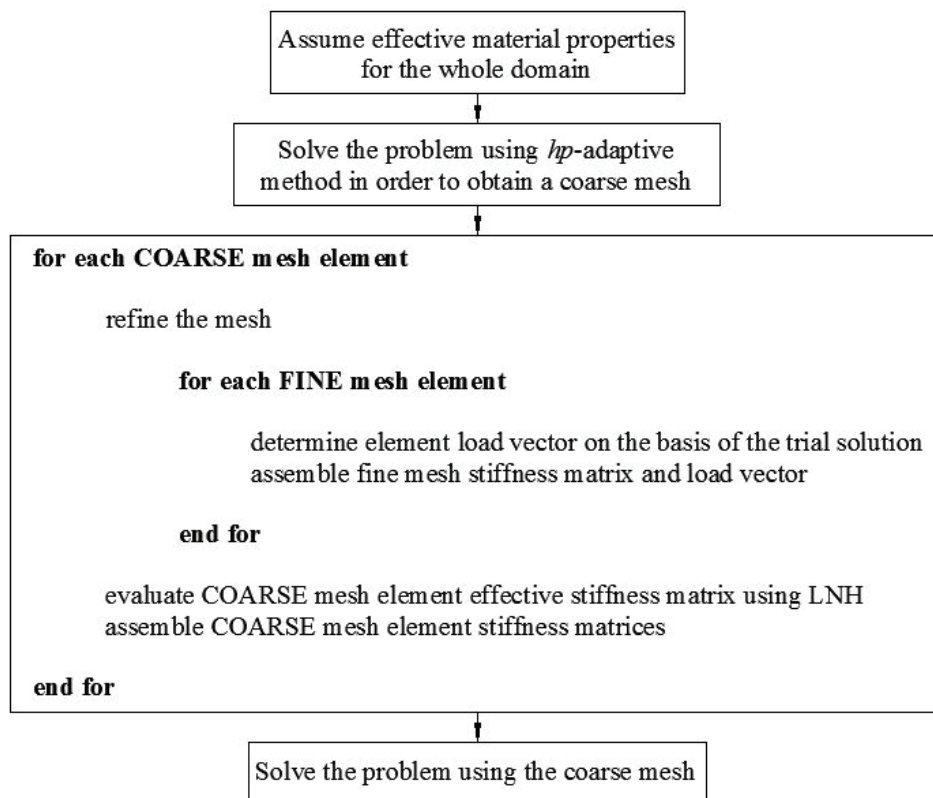 Assume effective material properties
for the whole domain
Solve the problem using hp-adaptive
method in order to obtain a coarse mesh
for each COARSE mesh element
refine the mesh
for each FINE mesh element
determine element load vector on the basis of the trial solution
assemble fine mesh stiffness matrix and load vector
end for
evaluate COARSE mesh element effective stiffness matrix using LNH
assemble COARSE mesh element stiffness matrices
end for
Solve the problem using the coarse mesh